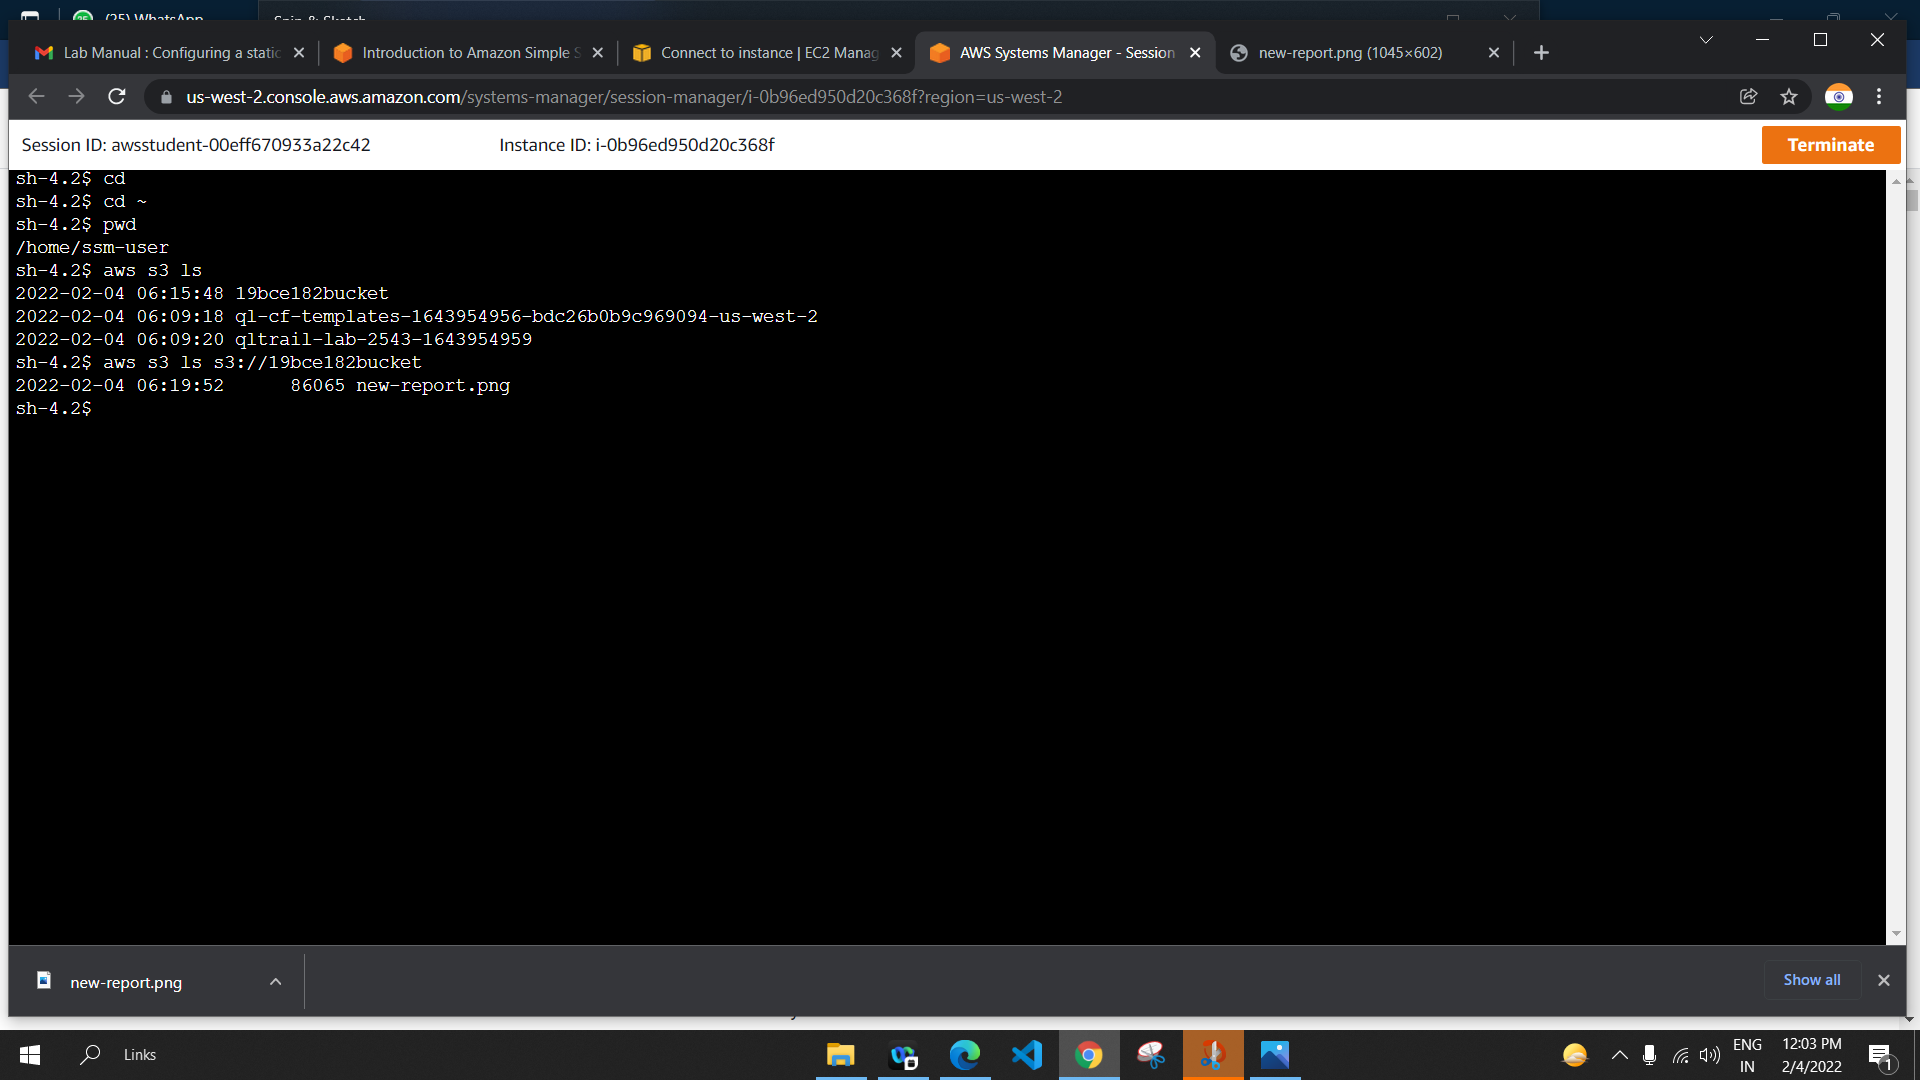 (25) WhatsApp
Snip & Sketch
Lab Manual : Configuring a static
Introduction to Amazon Simple S
Connect to instance | EC2 Manag
AWS Systems Manager - Session
new-report.png (1045×602)
us-west-2.console.aws.amazon.com/systems-manager/session-manager/i-0b96ed950d20c368f?region=us-west-2
Session ID: awsstudent-00eff670933a22c42
Instance ID: i-0b96ed950d20c368f
Terminate
sh-4.2$ cd
sh-4.2$ cd ~
sh-4.2$ pwd
/home/ssm-user
sh-4.2$ aws s3 ls
2022-02-04 06:15:48 19bce182bucket
2022-02-04 06:09:18 ql-cf-templates-1643954956-bdc26b0b9c969094-us-west-2
2022-02-04 06:09:20 qltrail-lab-2543-1643954959
sh-4.2$ aws s3 ls s3://19bce182bucket
2022-02-04 06:19:52      86065 new-report.png
sh-4.2$
new-report.png
Show all
Links
ENG
IN
12:03 PM
2/4/2022
1